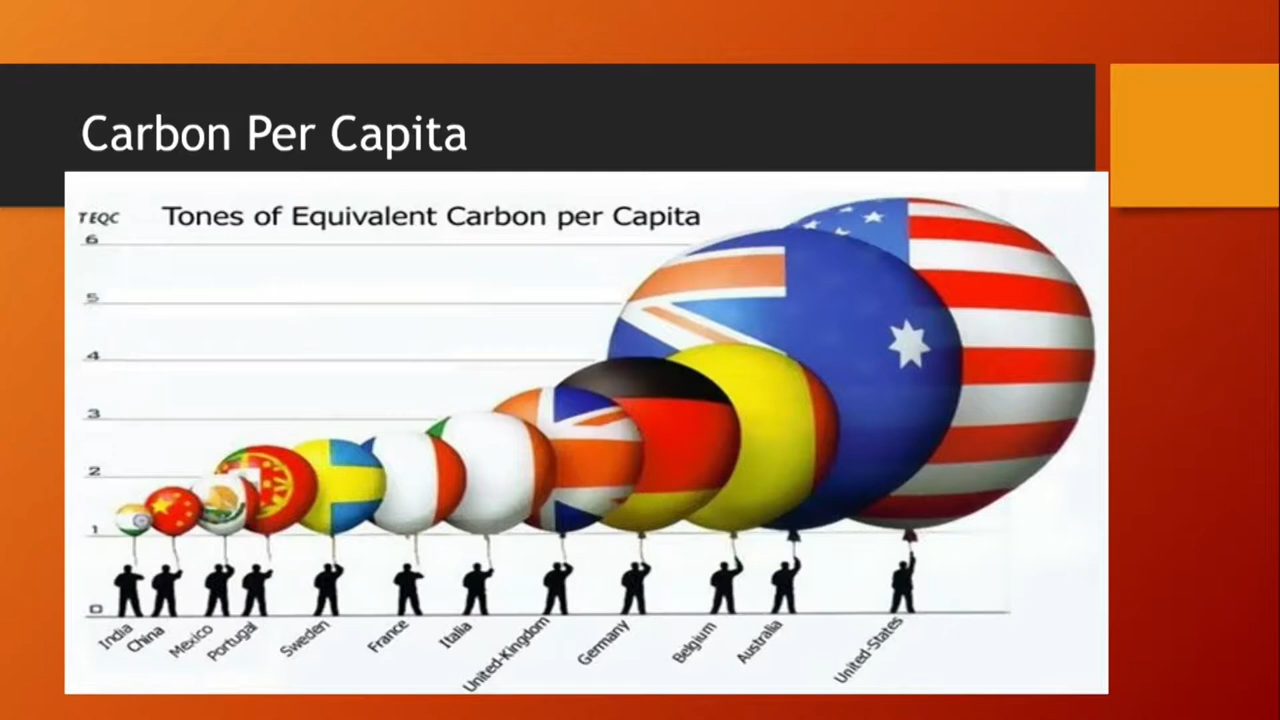 Carbon Per Capita
TEQC
Tones of Equivalent Carbon per Capita
6
5
4
3
2
1
0
India
China
Mexico
Portugal
Sweden
France
Italia
United-Kingdom
Germany
Belgium
Australia
United-States